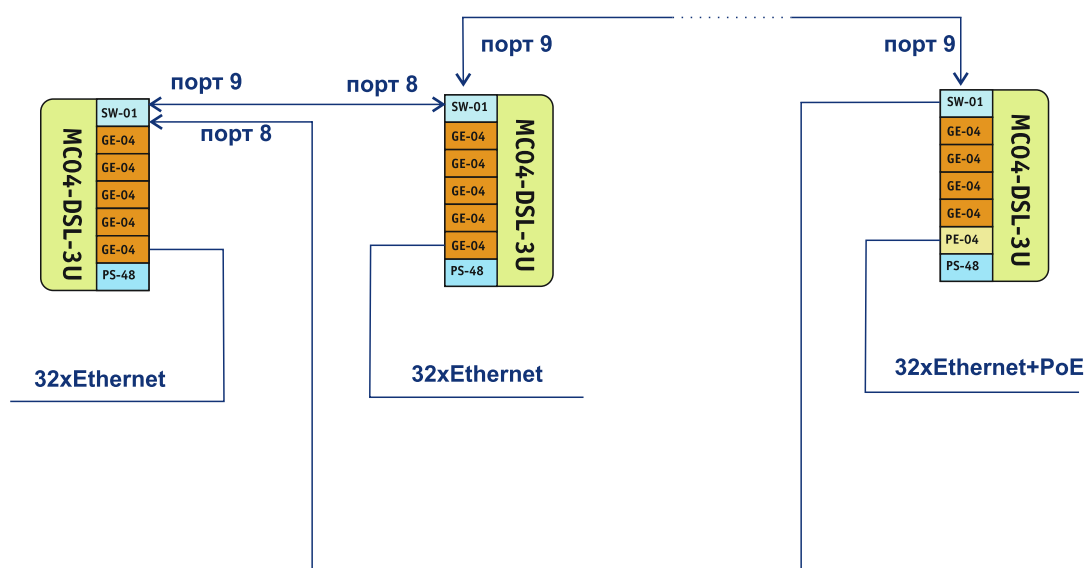 порт 9
порт 9
порт 9
порт 8
порт 8
MC04-DSL-3U
SW-01
GE-04
GE-04
GE-04
GE-04
GE-04
PS-48
SW-01
GE-04
GE-04
GE-04
GE-04
GE-04
PS-48
MC04-DSL-3U
SW-01
GE-04
GE-04
GE-04
GE-04
PE-04
PS-48
MC04-DSL-3U
32xEthernet
32xEthernet
32xEthernet+PoE